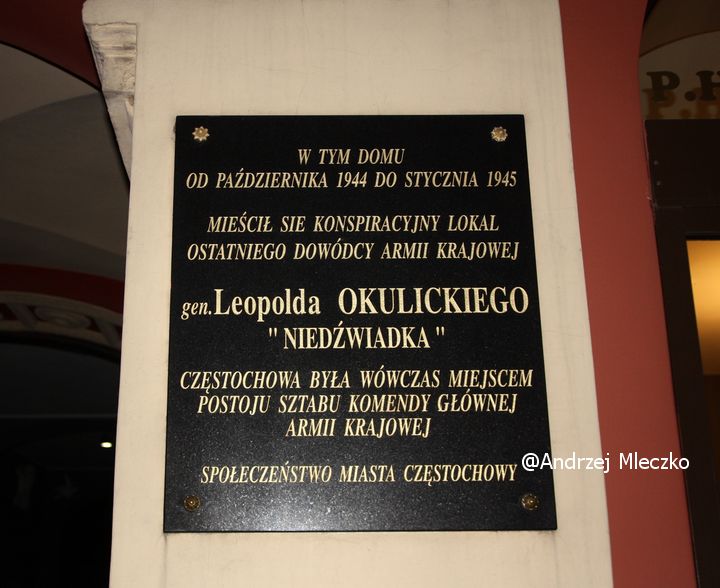 W TYM DOMU
OD PAŹDZIERNIKA 1944 DO STYCZNIA 1945
MIEŚCIŁ SIE KONSPIRACYJNY LOKAL
OSTATNIEGO DOWÓDCY ARMII KRAJOWEJ
gen. Leopolda OKULICKIEGO
" NIEDŹWIADKA "
CZĘSTOCHOWA BYŁA WÓWCZAS MIEJSCEM
POSTOJU SZTABU KOMENDY GŁÓWNEJ
ARMII KRAJOWEJ
SPOŁECZEŃSTWO MIASTA CZĘSTOCHOWY
@Andrzej Mleczko